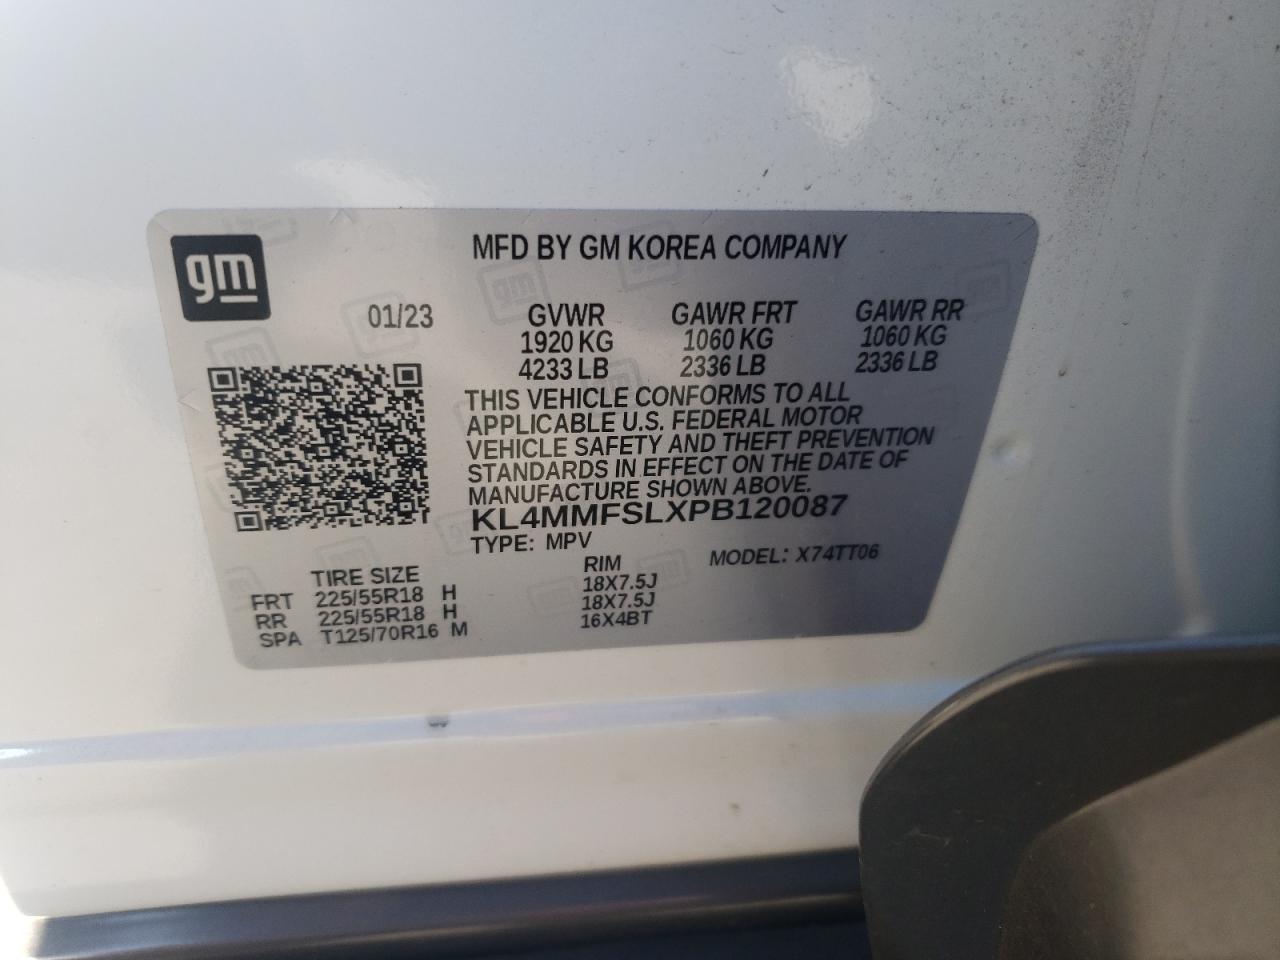 gm
MFD BY GM KOREA COMPANY
01/23 GVWR GAWR FRT GAWR RR
1920 KG 1060 KG 1060 KG
4233 LB 2336 LB 2336 LB
THIS VEHICLE CONFORMS TO ALL
APPLICABLE U.S. FEDERAL MOTOR
VEHICLE SAFETY AND THEFT PREVENTION
STANDARDS IN EFFECT ON THE DATE OF
MANUFACTURE SHOWN ABOVE.
KL4MMFSLXPB120087
TYPE: MPV MODEL: X74TT06
TIRE SIZE RIM
FRT 225/55R18 H 18X7.5J
RR 225/55R18 H 18X7.5J
SPA T125/70R16 M 16X4BT